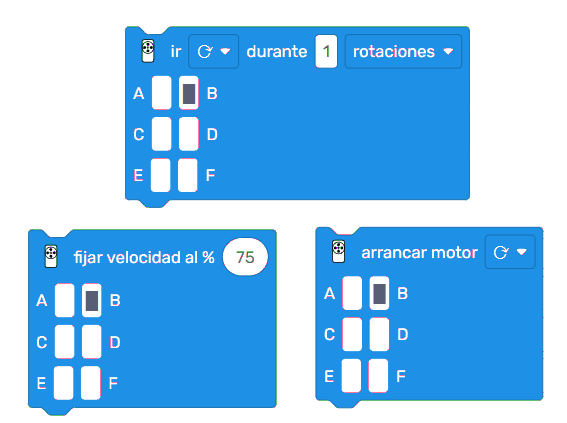 ir durante 1 rotaciones
A B
C D
E F
fijar velocidad al % 75
A B
C D
E F
arrancar motor
A B
C D
E F